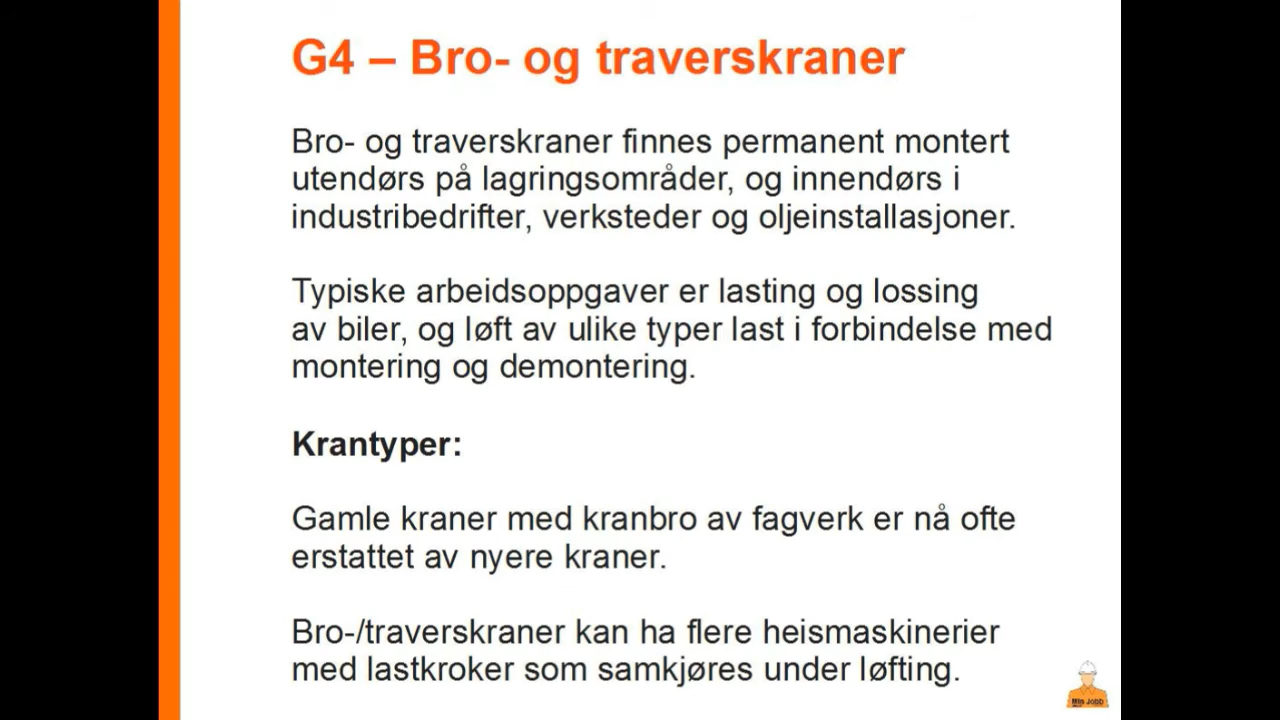 G4 – Bro- og traverskraner
Bro- og traverskraner finnes permanent montert
utendørs på lagringsområder, og innendørs i
industribedrifter, verksteder og oljeinstallasjoner.
Typiske arbeidsoppgaver er lasting og lossing
av biler, og løft av ulike typer last i forbindelse med
montering og demontering.
Krantyper:
Gamle kraner med kranbro av fagverk er nå ofte
erstattet av nyere kraner.
Bro-/traverskraner kan ha flere heismaskinerier
med lastkroker som samkjøres under løfting.
Min Jobb